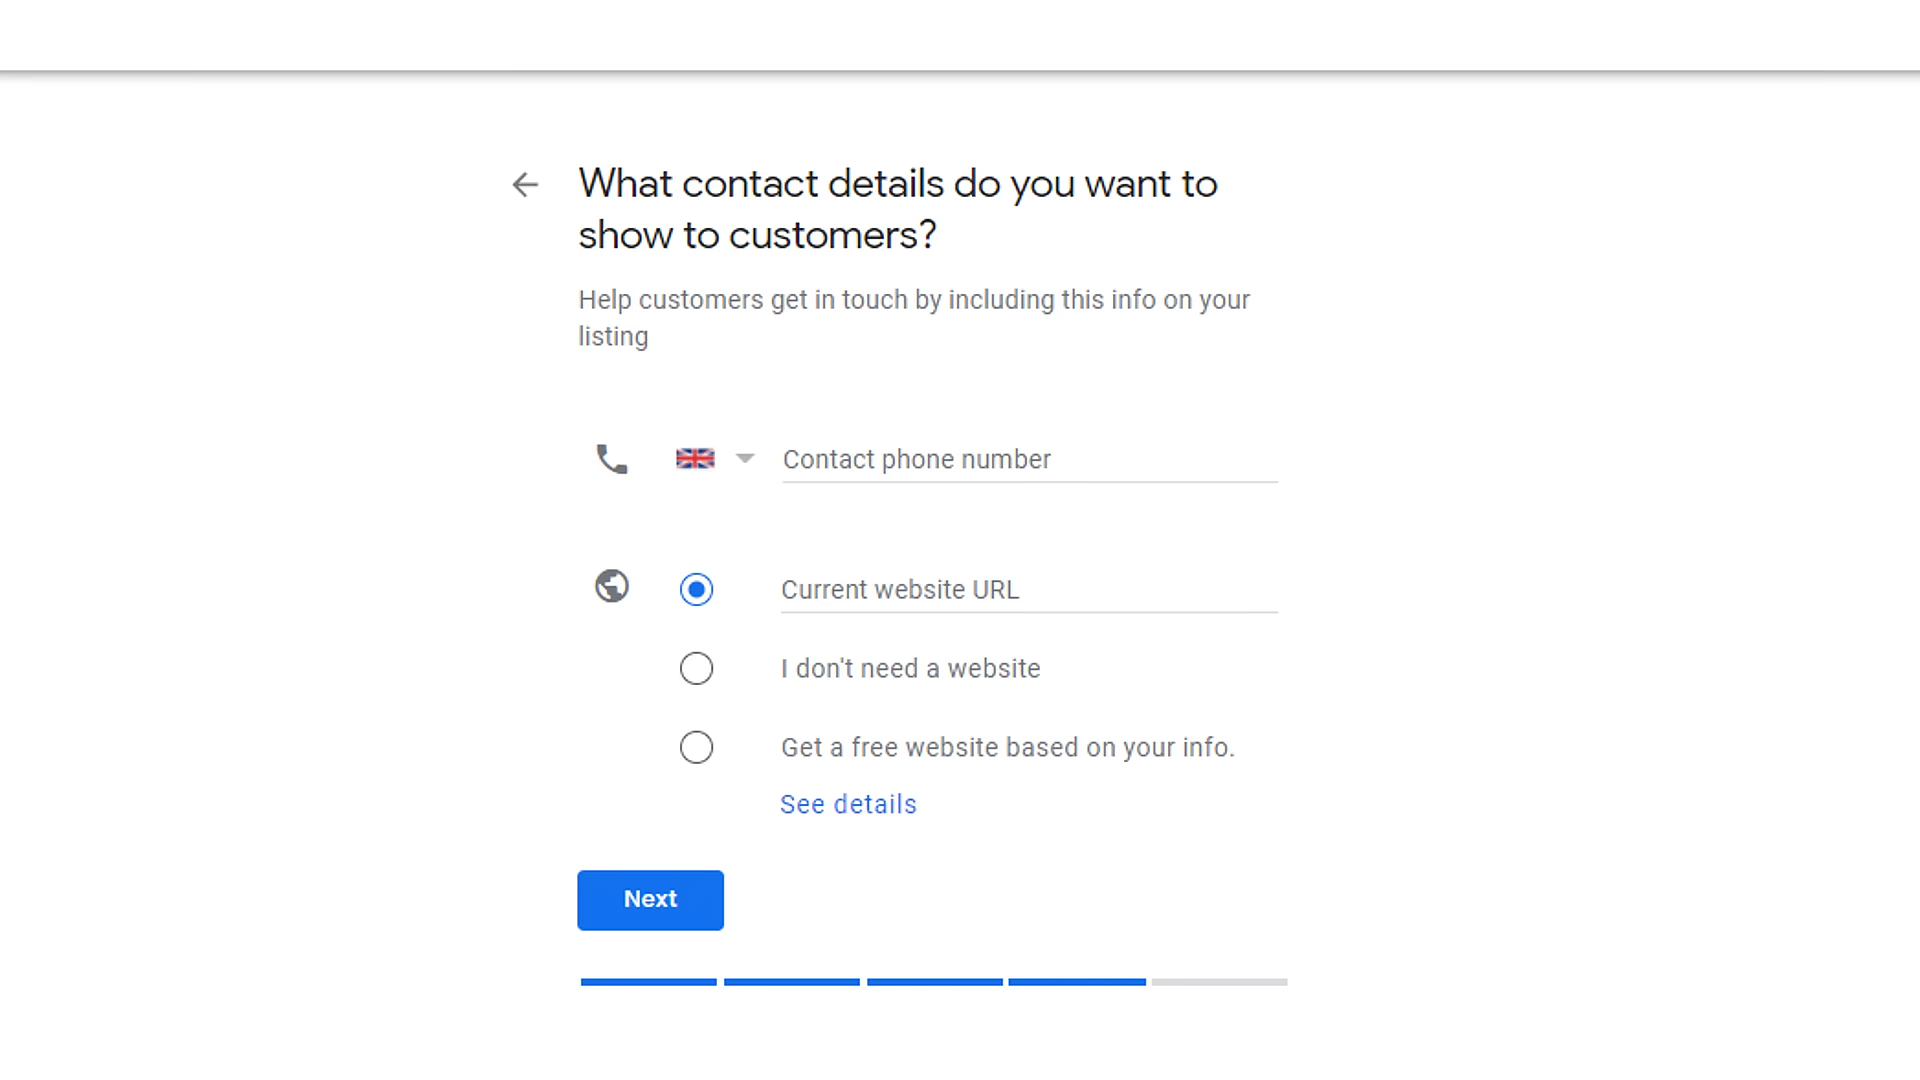 What contact details do you want to
show to customers?
Help customers get in touch by including this info on your
listing
Contact phone number
Current website URL
I don't need a website
Get a free website based on your info.
See details
Next